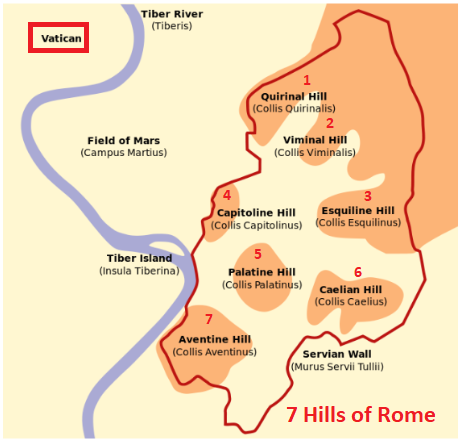 Tiber River
(Tiberis)
Vatican
1
Quirinal Hill
(Collis Quirinalis)
2
Viminal Hill
(Collis Viminalis)
Field of Mars
(Campus Martius)
3
Esquiline Hill
(Collis Esquilinus)
4
Capitoline Hill
(Collis Capitolinus)
Tiber Island
(Insula Tiberina)
5
Palatine Hill
(Collis Palatinus)
6
Caelian Hill
(Collis Caelius)
7
Aventine Hill
(Collis Aventinus)
Servian Wall
(Murus Servii Tullii)
7 Hills of Rome